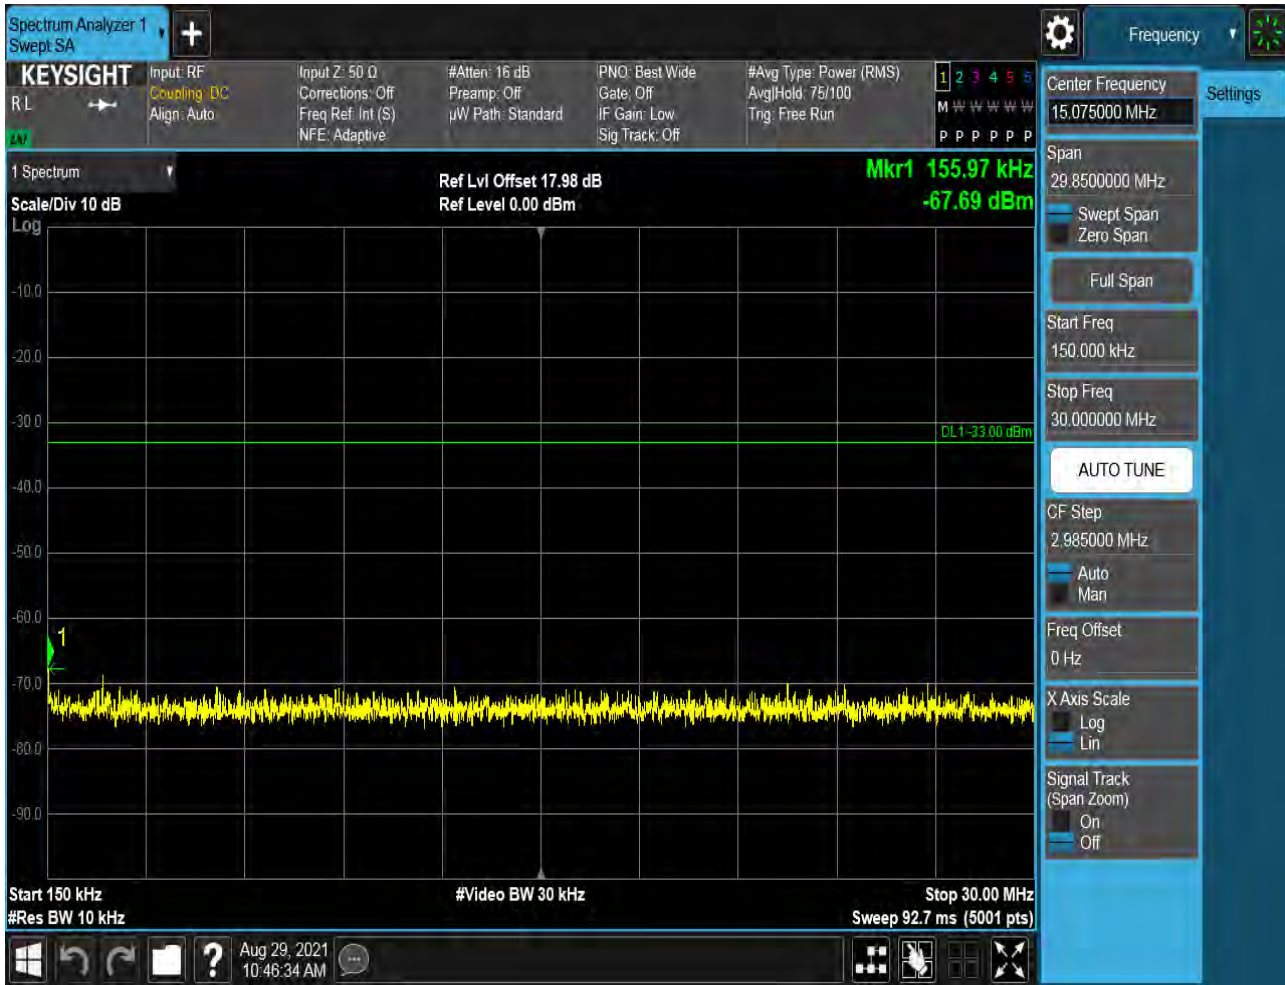 Spectrum Analyzer 1
Swept SA
+
Frequency
KEYSIGHT
R L
LNI
Input: RF
Coupling: DC
Align: Auto
Input Z: 50 Ω
Corrections: Off
Freq Ref: Int (S)
NFE: Adaptive
#Atten: 16 dB
Preamp: Off
µW Path: Standard
PNO: Best Wide
Gate: Off
IF Gain: Low
Sig Track: Off
#Avg Type: Power (RMS)
Avg|Hold: 75/100
Trig: Free Run
1 2 3 4 5 6
M W W W W W
P P P P P P
1 Spectrum
Scale/Div 10 dB
Log
Ref Lvl Offset 17.98 dB
Ref Level 0.00 dBm
Mkr1 155.97 kHz
-67.69 dBm
-10.0
-20.0
-30.0
DL1 -33.00 dBm
-40.0
-50.0
-60.0
1
-70.0
-80.0
-90.0
Start 150 kHz
#Res BW 10 kHz
#Video BW 30 kHz
Stop 30.00 MHz
Sweep 92.7 ms (5001 pts)
Center Frequency
15.075000 MHz
Settings
Span
29.8500000 MHz
Swept Span
Zero Span
Full Span
Start Freq
150.000 kHz
Stop Freq
30.000000 MHz
AUTO TUNE
CF Step
2.985000 MHz
Auto
Man
Freq Offset
0 Hz
X Axis Scale
Log
Lin
Signal Track
(Span Zoom)
On
Off
?
Aug 29, 2021
10:46:34 AM